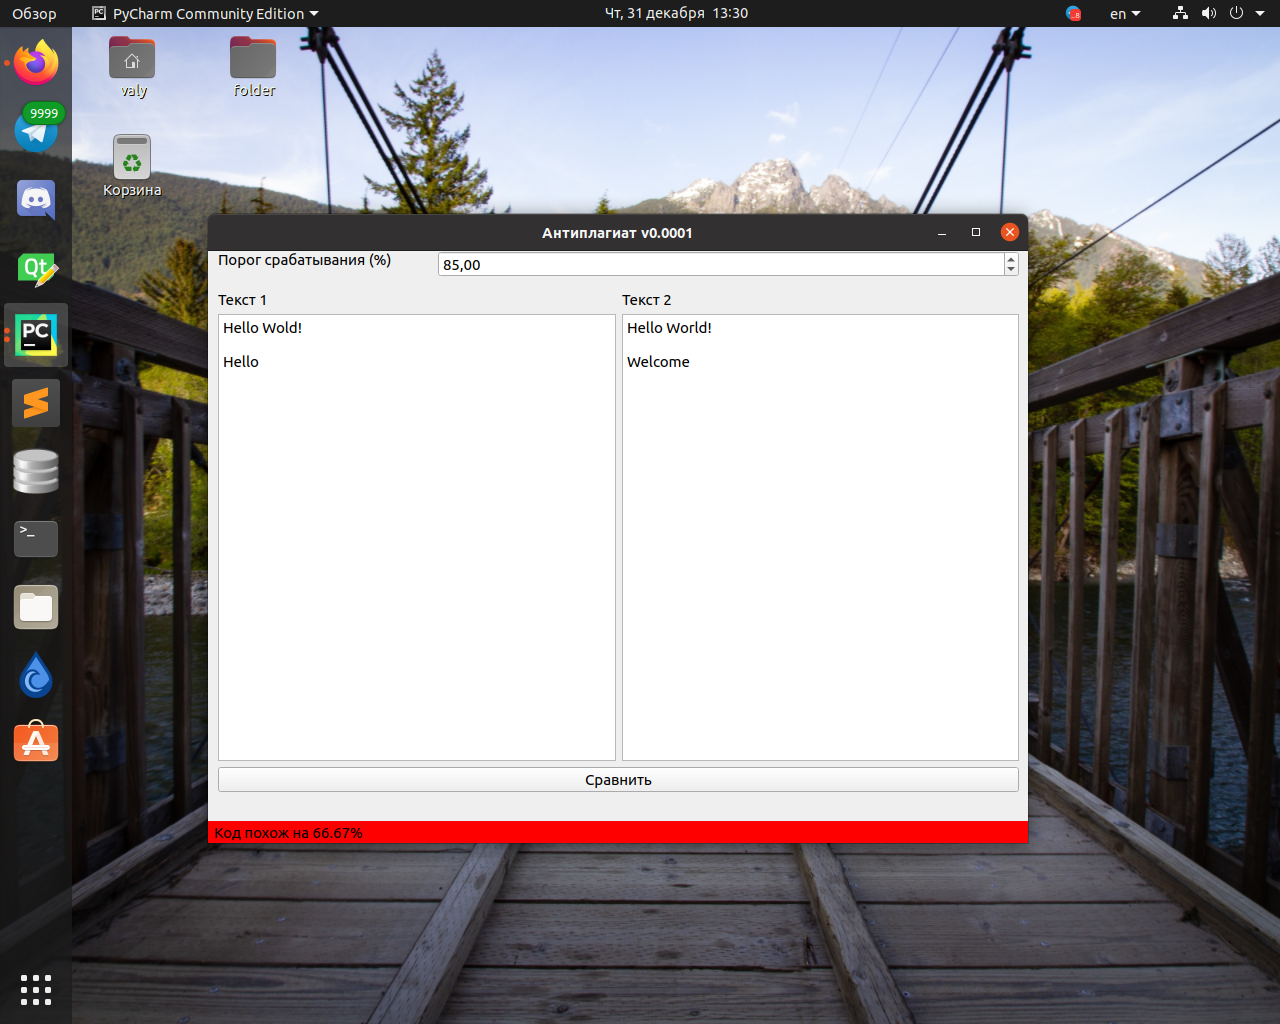 Обзор
PyCharm Community Edition
Чт, 31 декабря 13:30
en
valy
folder
9999
Корзина
Qt
PC
>_
Антиплагиат v0.0001
Порог срабатывания (%)
85,00
Текст 1
Текст 2
Hello Wold!
Hello
Hello World!
Welcome
Сравнить
Код похож на 66.67%